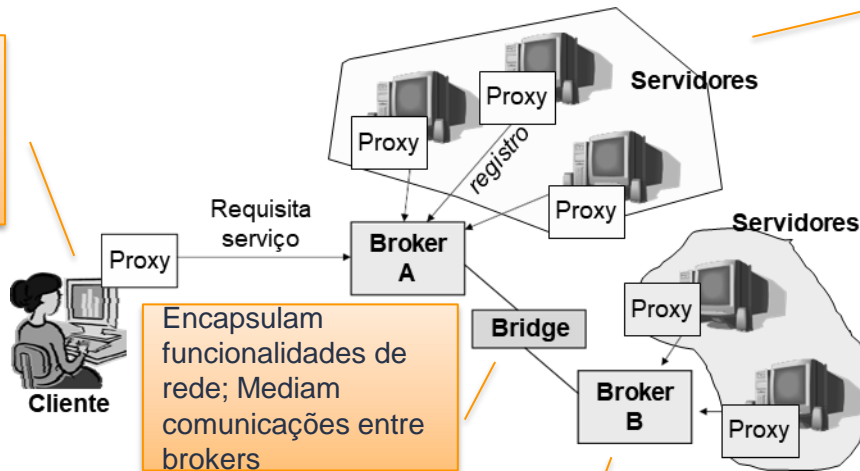 Servidores
Proxy
Proxy
registro
Proxy
Requisita
serviço
Proxy
Broker
A
Servidores
Cliente
Encapsulam
funcionalidades de
rede; Mediam
comunicações entre
brokers
Bridge
Proxy
Broker
B
Proxy